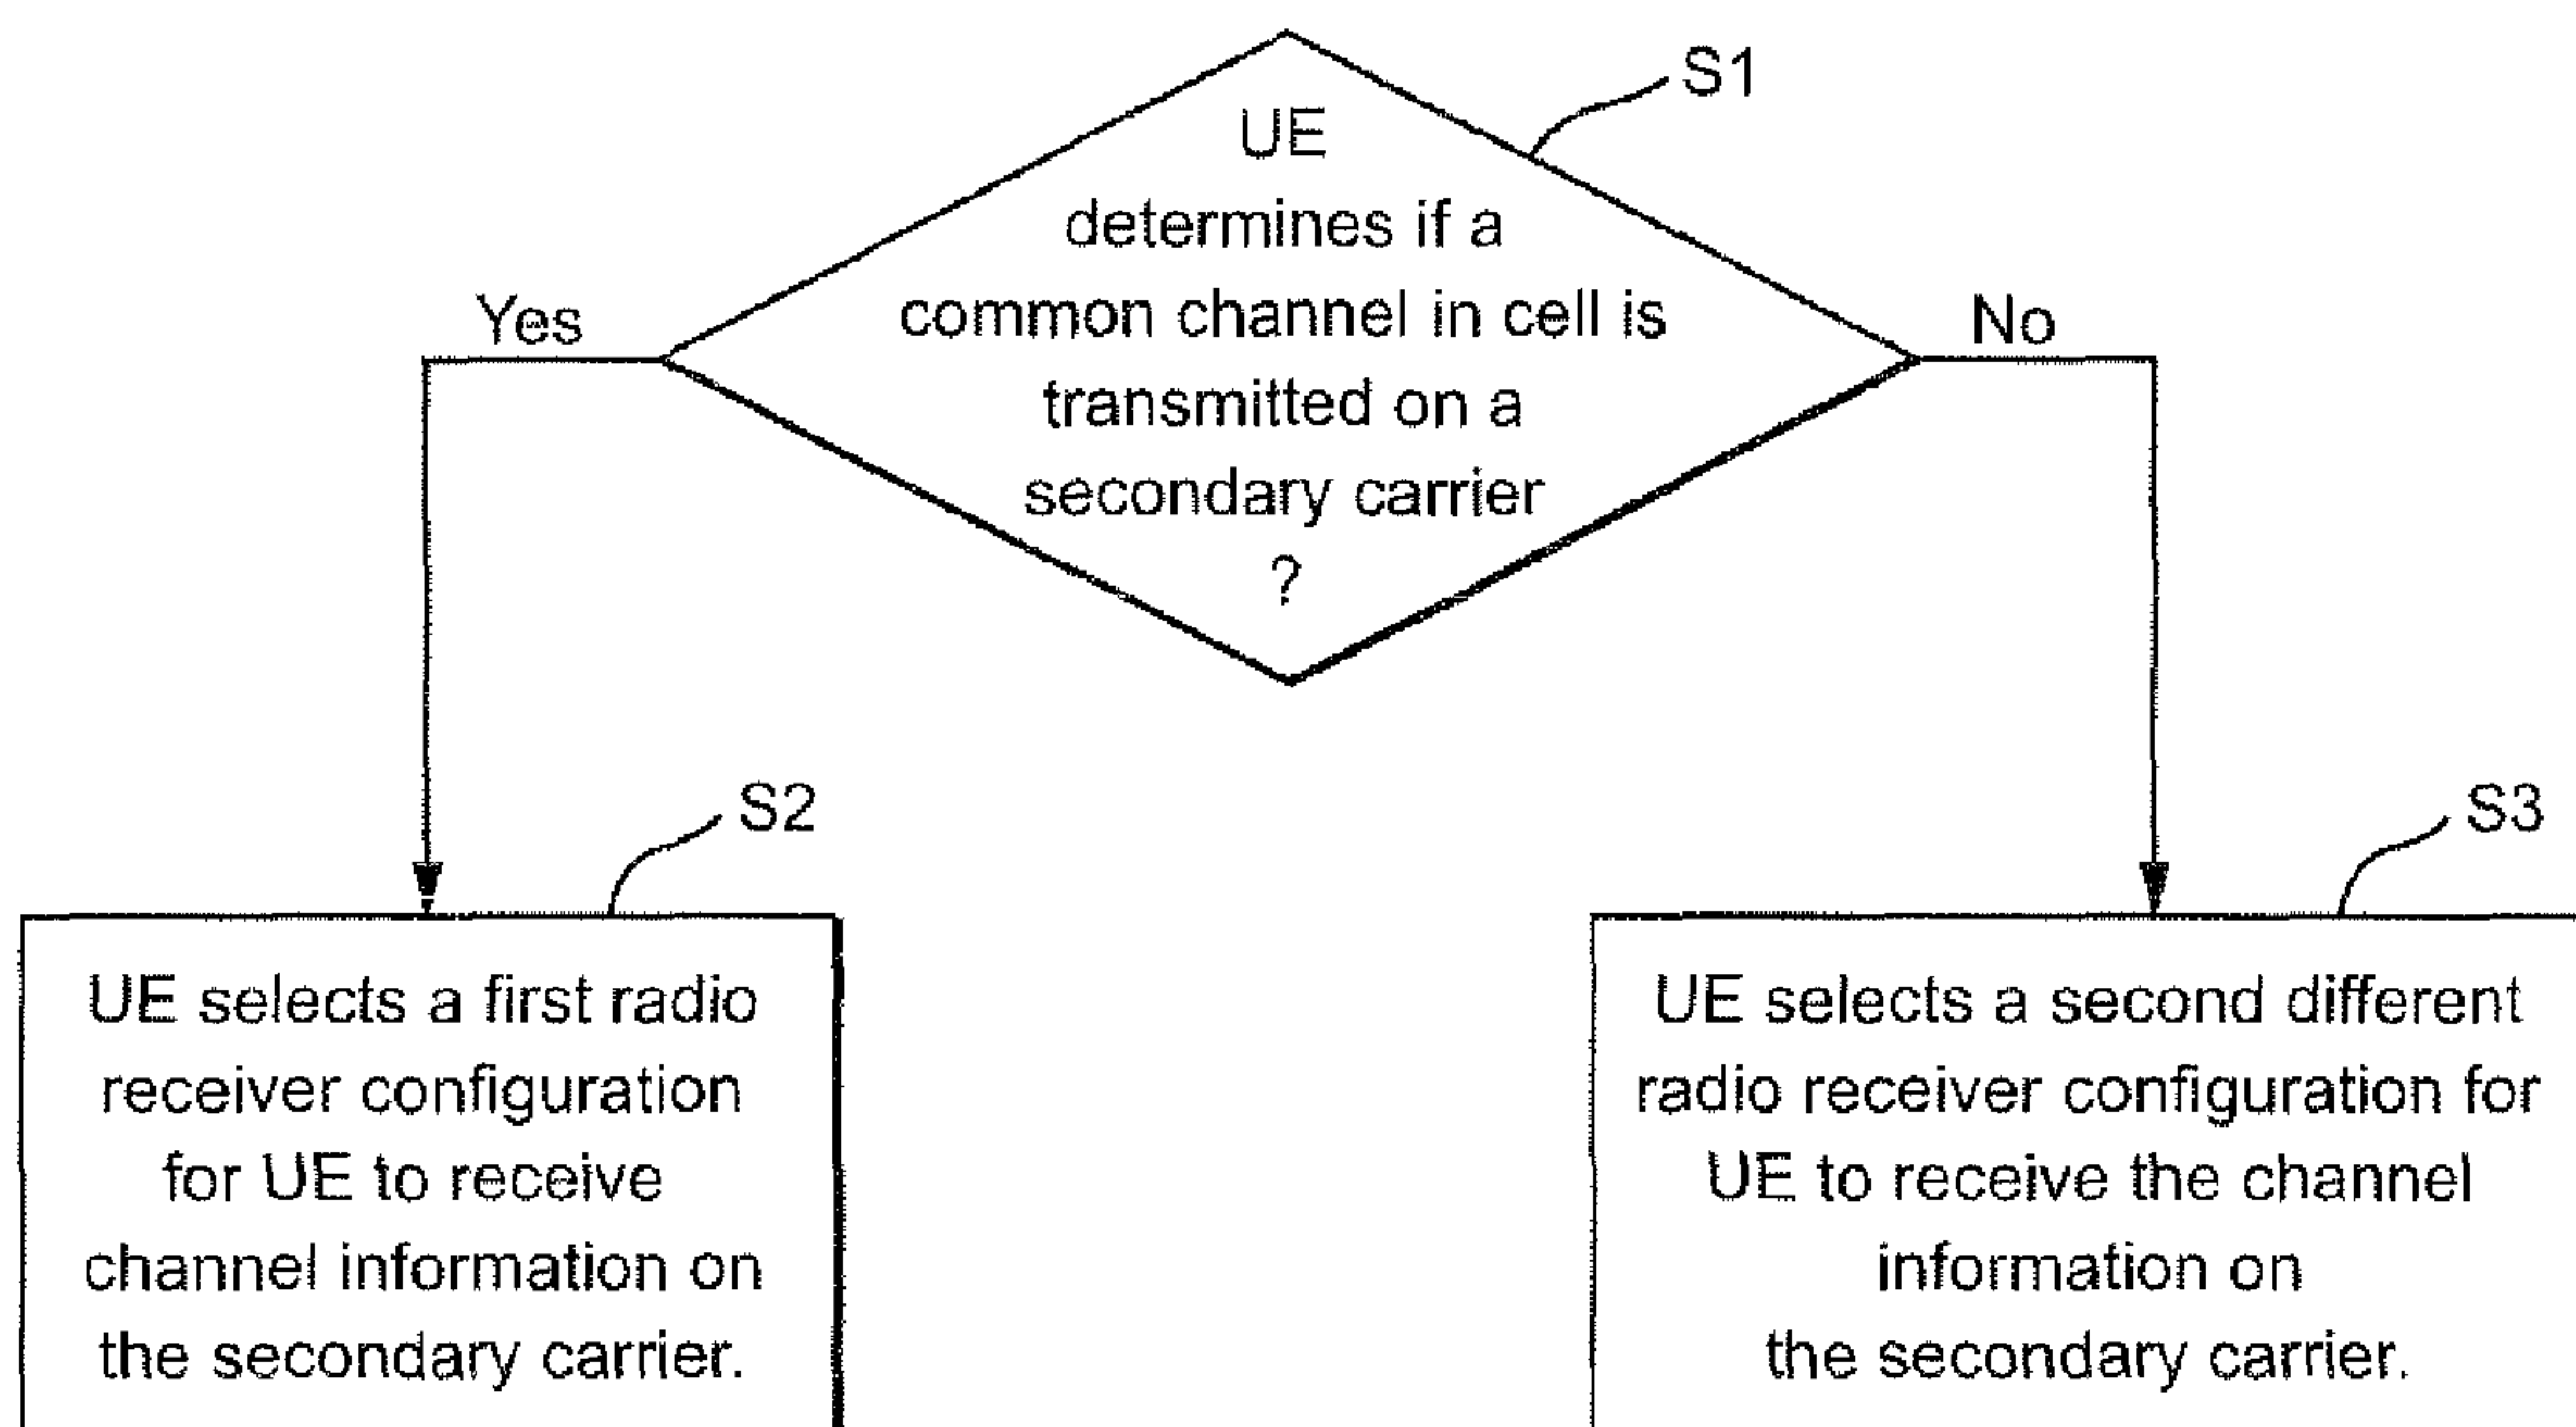 S1
UE
determines if a
common channel in cell is
transmitted on a
secondary carrier
?
Yes
No
S2
UE selects a first radio
receiver configuration
for UE to receive
channel information on
the secondary carrier.
S3
UE selects a second different
radio receiver configuration for
UE to receive the channel
information on
the secondary carrier.